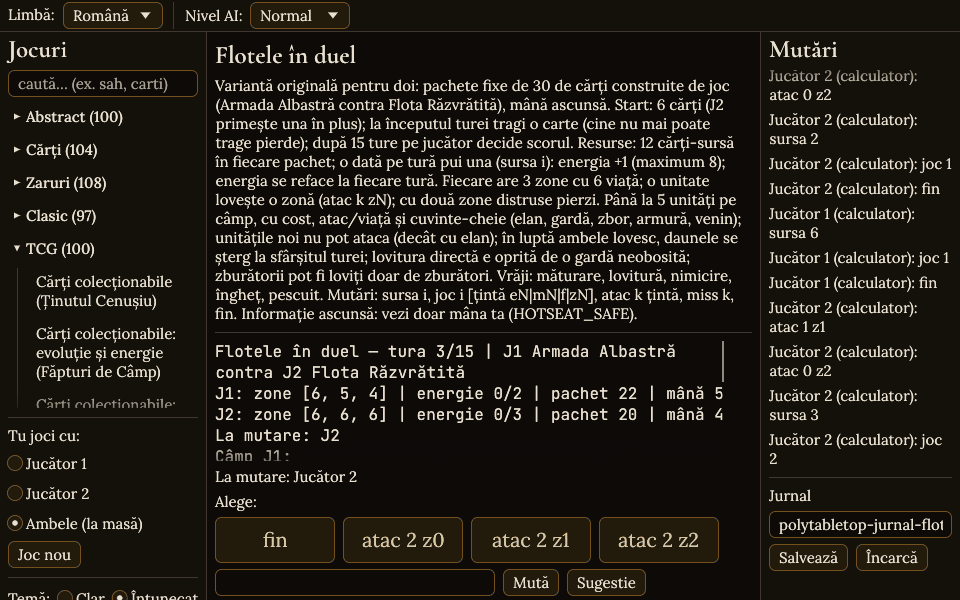 Limbă: Română ▼ Nivel AI: Normal ▼
Jocuri
caută... (ex. sah, carti)
▸ Abstract (100)
▸ Cărți (104)
▸ Zaruri (108)
▸ Clasic (97)
▾ TCG (100)
Cărți colecționabile
(Ținutul Cenușiu)
Cărți colecționabile:
evoluție și energie
(Făpturi de Câmp)
Cărți colecționabile:
Tu joci cu:
Jucător 1
Jucător 2
Ambele (la masă)
Joc nou
Temă: Clar Întunecat
Flotele în duel
Variantă originală pentru doi: pachete fixe de 30 de cărți construite de joc
(Armada Albastră contra Flota Răzvrătită), mână ascunsă. Start: 6 cărți (J2
primește una în plus); la începutul turei tragi o carte (cine nu mai poate
trage pierde); după 15 ture pe jucător decide scorul. Resurse: 12 cărți-sursă
în fiecare pachet; o dată pe tură pui una (sursa i): energia +1 (maximum 8);
energia se reface la fiecare tură. Fiecare are 3 zone cu 6 viață; o unitate
lovește o zonă (atac k zN); cu două zone distruse pierzi. Până la 5 unități pe
câmp, cu cost, atac/viață și cuvinte-cheie (elan, gardă, zbor, armură, venin);
unitățile noi nu pot ataca (decât cu elan); în luptă ambele lovesc, daunele se
șterg la sfârșitul turei; lovitura directă e oprită de o gardă neobosită;
zburătorii pot fi loviți doar de zburători. Vrăji: măturare, lovitură, nimicire,
îngheț, pescuit. Mutări: sursa i, joc i [țintă eN|mN|f|zN], atac k țintă, miss k,
fin. Informație ascunsă: vezi doar mâna ta (HOTSEAT_SAFE).
Flotele în duel — tura 3/15 | J1 Armada Albastră
contra J2 Flota Răzvrătită
J1: zone [6, 5, 4] | energie 0/2 | pachet 22 | mână 5
J2: zone [6, 6, 6] | energie 0/3 | pachet 20 | mână 4
La mutare: J2
Câmp J1:
La mutare: Jucător 2
Alege:
fin
atac 2 z0
atac 2 z1
atac 2 z2
Mută
Sugestie
Mutări
Jucător 2 (calculator):
atac 0 z2
Jucător 2 (calculator):
sursa 2
Jucător 2 (calculator): joc 1
Jucător 2 (calculator): fin
Jucător 1 (calculator):
sursa 6
Jucător 1 (calculator): joc 1
Jucător 1 (calculator): fin
Jucător 2 (calculator):
atac 1 z1
Jucător 2 (calculator):
atac 0 z2
Jucător 2 (calculator):
sursa 3
Jucător 2 (calculator): joc
2
Jurnal
polytabletop-jurnal-flot
Salvează
Încarcă